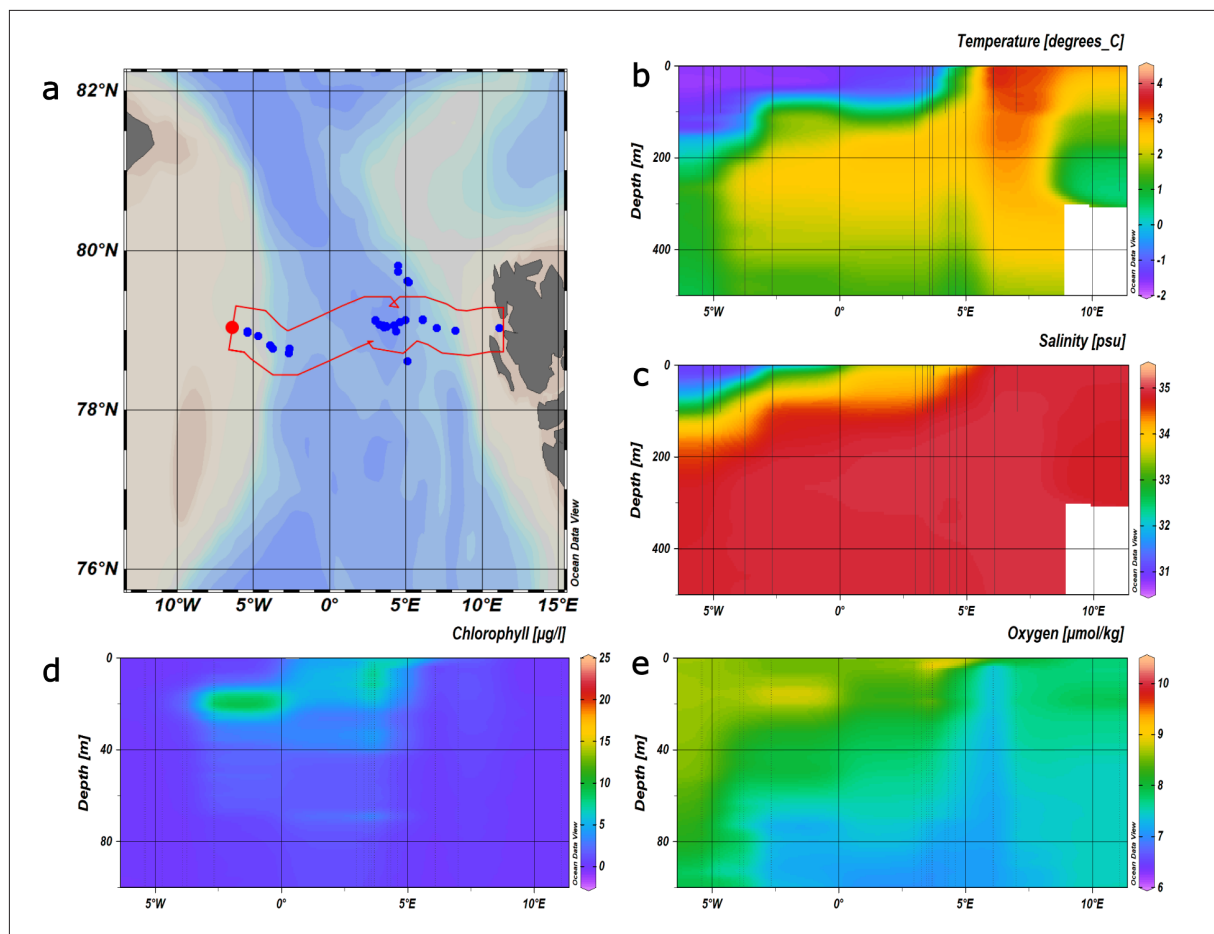 a
82°N
80°N
78°N
76°N
10°W
5°W
0°
5°E
10°E
15°E
Ocean Data View
b
Temperature [degrees_C]
Depth [m]
200
400
5°W
0°
5°E
10°E
4
3
2
1
0
-1
-2
Ocean Data View
c
Salinity [psu]
Depth [m]
0
200
400
5°W
0°
5°E
10°E
35
34
33
32
31
Ocean Data View
d
Chlorophyll [µg/l]
Depth [m]
0
40
80
5°W
0°
5°E
10°E
25
20
15
10
5
0
Ocean Data View
e
Oxygen [µmol/kg]
Depth [m]
0
40
80
5°W
0°
5°E
10°E
10
9
8
7
6
Ocean Data View